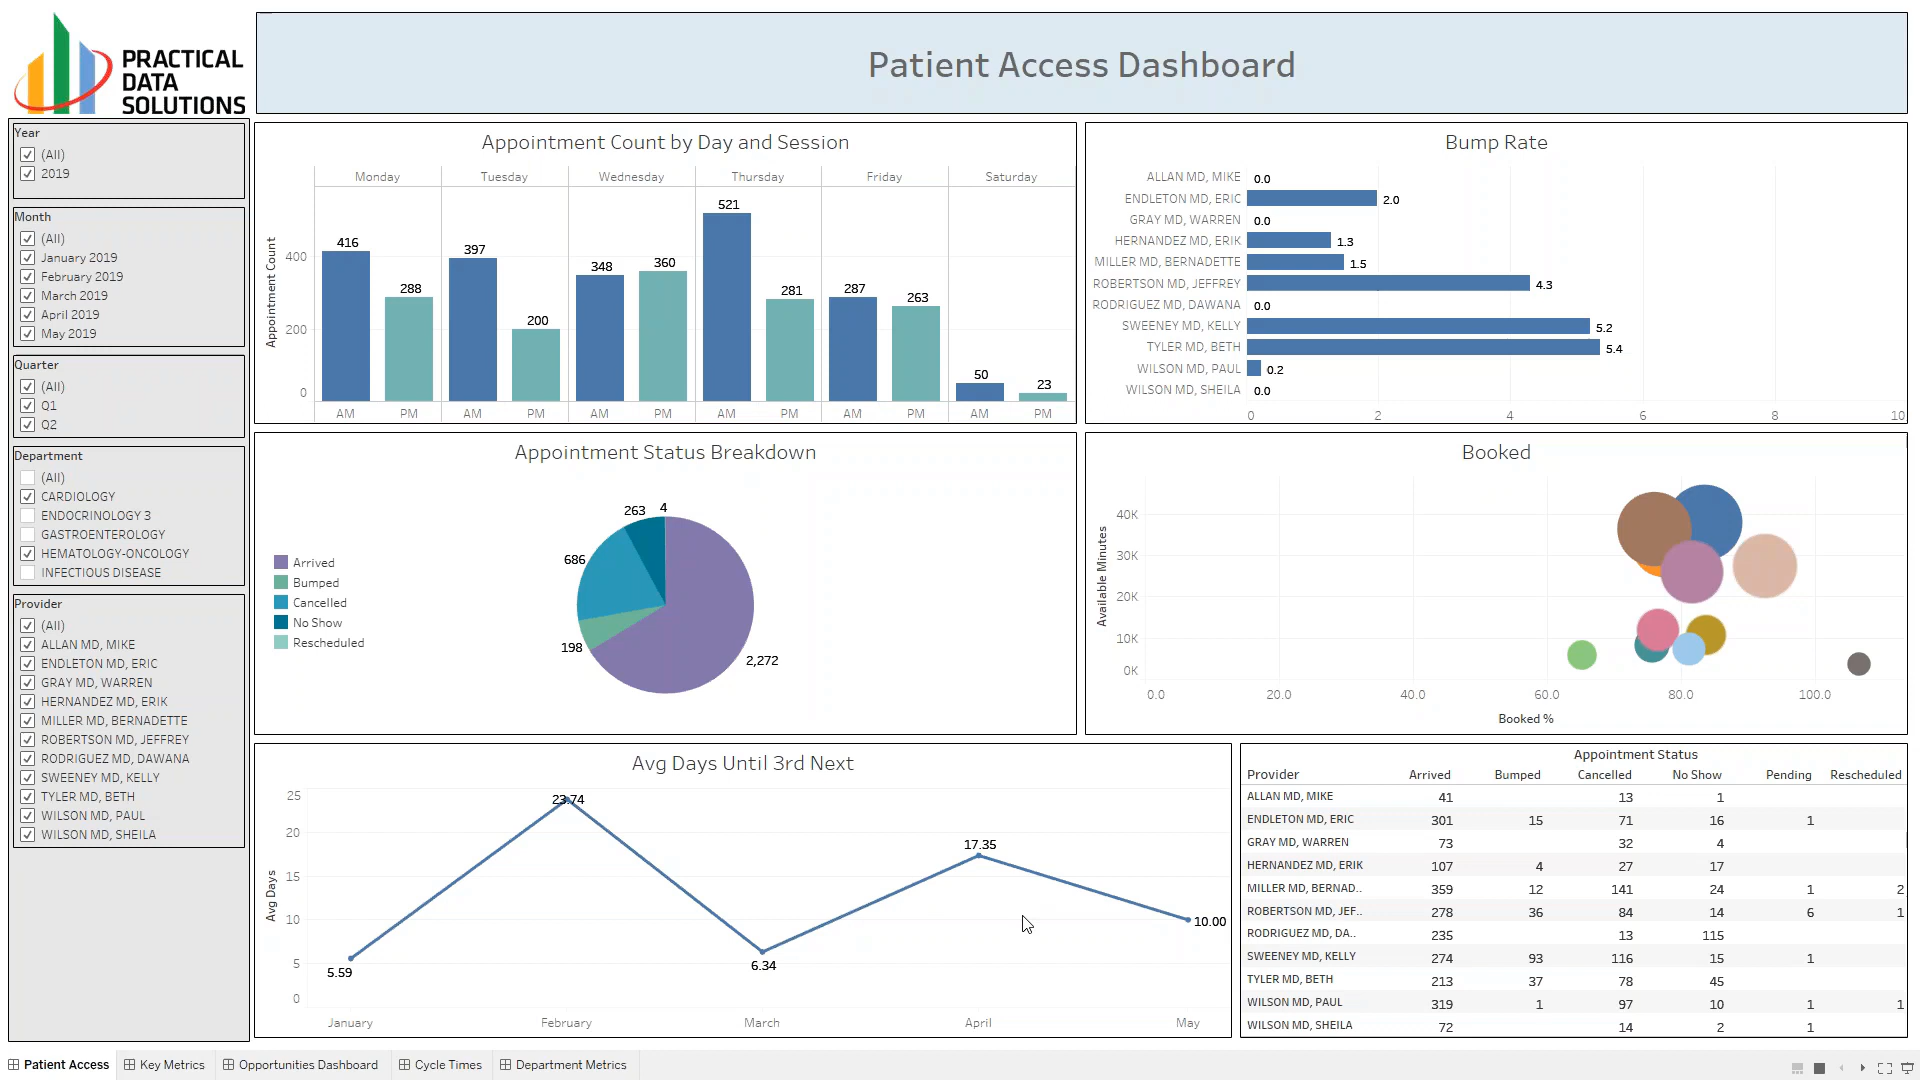 PRACTICAL
DATA
SOLUTIONS
Patient Access Dashboard
Year
(All)
2019
Month
(All)
January 2019
February 2019
March 2019
April 2019
May 2019
Quarter
(All)
Q1
Q2
Department
(All)
CARDIOLOGY
ENDOCRINOLOGY 3
GASTROENTEROLOGY
HEMATOLOGY-ONCOLOGY
INFECTIOUS DISEASE
Provider
(All)
ALLAN MD, MIKE
ENDLETON MD, ERIC
GRAY MD, WARREN
HERNANDEZ MD, ERIK
MILLER MD, BERNADETTE
ROBERTSON MD, JEFFREY
RODRIGUEZ MD, DAWANA
SWEENEY MD, KELLY
TYLER MD, BETH
WILSON MD, PAUL
WILSON MD, SHEILA
Appointment Count by Day and Session
Monday Tuesday Wednesday Thursday Friday Saturday
Appointment Count
400
200
0
416 288 397 200 348 360 521 281 287 263 50 23
AM PM AM PM AM PM AM PM AM PM AM PM
Bump Rate
ALLAN MD, MIKE 0.0
ENDLETON MD, ERIC 2.0
GRAY MD, WARREN 0.0
HERNANDEZ MD, ERIK 1.3
MILLER MD, BERNADETTE 1.5
ROBERTSON MD, JEFFREY 4.3
RODRIGUEZ MD, DAWANA 0.0
SWEENEY MD, KELLY 5.2
TYLER MD, BETH 5.4
WILSON MD, PAUL 0.2
WILSON MD, SHEILA 0.0
0 2 4 6 8 10
Appointment Status Breakdown
Arrived
Bumped
Cancelled
No Show
Rescheduled
263 4
686
198
2,272
Booked
Available Minutes
40K
30K
20K
10K
0K
0.0 20.0 40.0 60.0 80.0 100.0
Booked %
Avg Days Until 3rd Next
Avg Days
25
20
15
10
5
0
5.59 23.74 6.34 17.35 10.00
January February March April May
Appointment Status
Provider Arrived Bumped Cancelled No Show Pending Rescheduled
ALLAN MD, MIKE 41 13 1
ENDLETON MD, ERIC 301 15 71 16 1
GRAY MD, WARREN 73 32 4
HERNANDEZ MD, ERIK 107 4 27 17
MILLER MD, BERNAD.. 359 12 141 24 1 2
ROBERTSON MD, JEF.. 278 36 84 14 6 1
RODRIGUEZ MD, DA.. 235 13 115
SWEENEY MD, KELLY 274 93 116 15 1
TYLER MD, BETH 213 37 78 45
WILSON MD, PAUL 319 1 97 10 1 1
WILSON MD, SHEILA 72 14 2 1
Patient Access Key Metrics Opportunities Dashboard Cycle Times Department Metrics